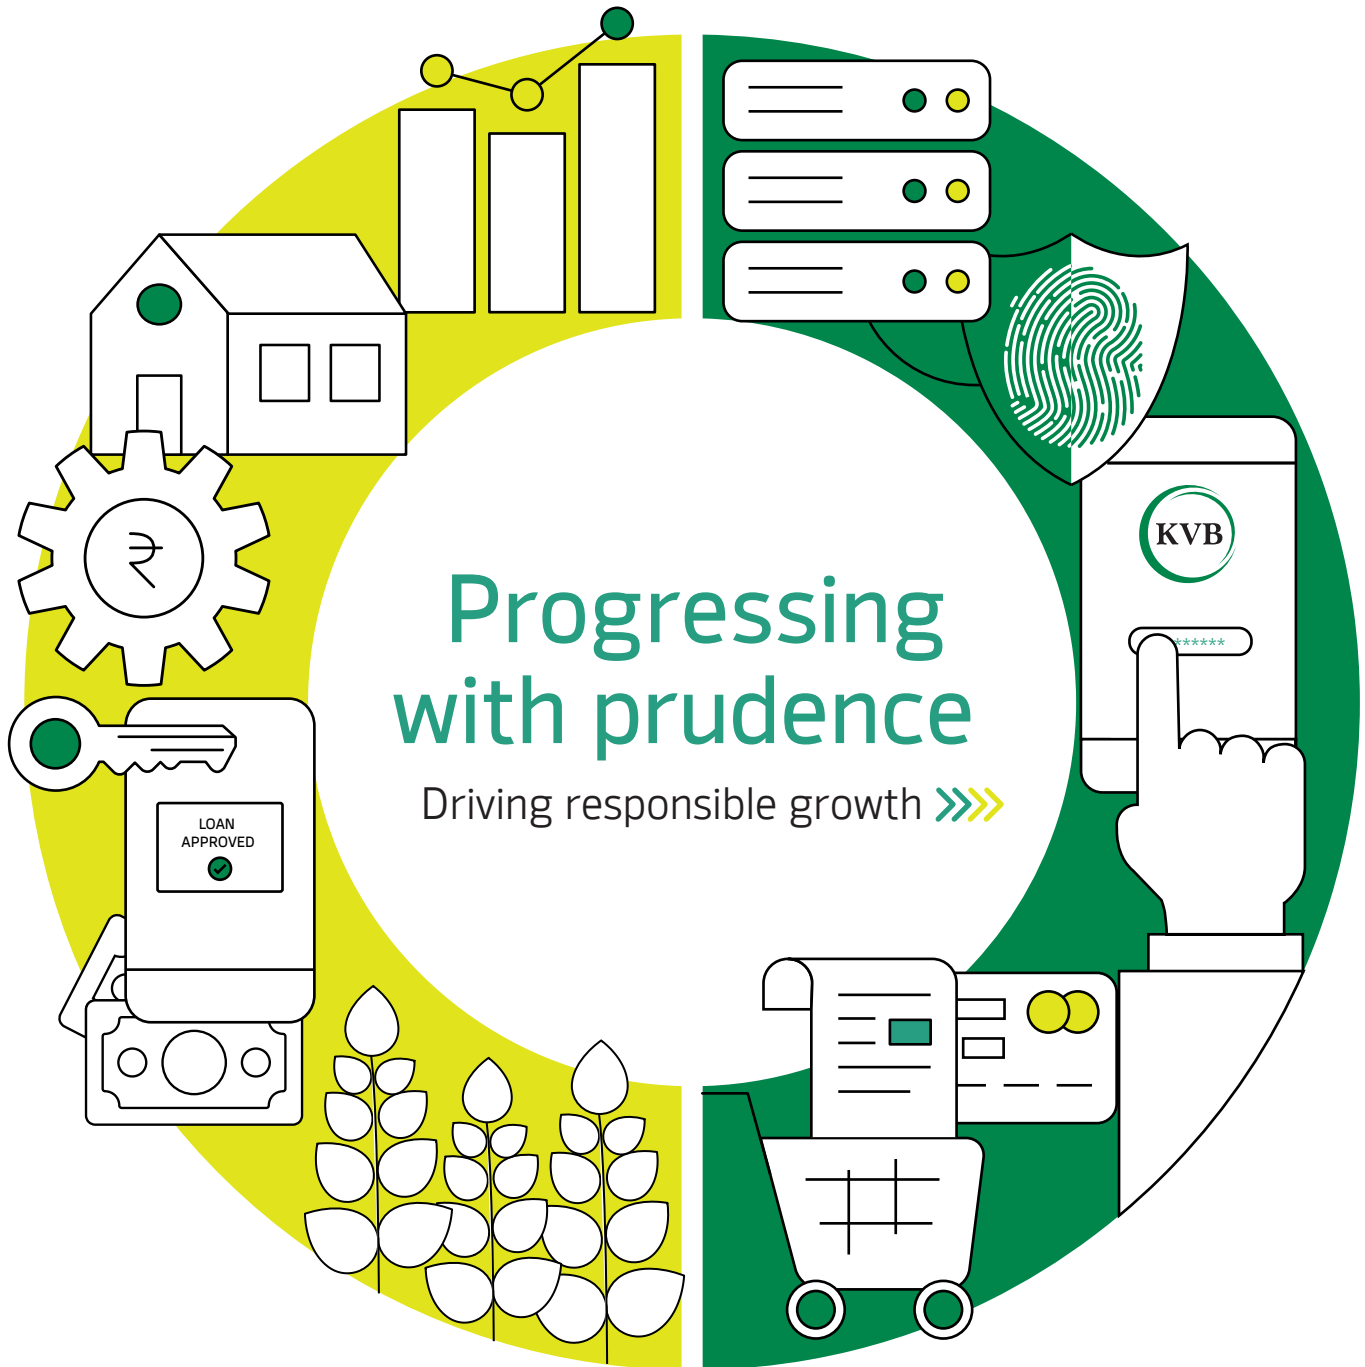 KVB
*******
Progressing
with prudence
Driving responsible growth
LOAN
APPROVED
₹